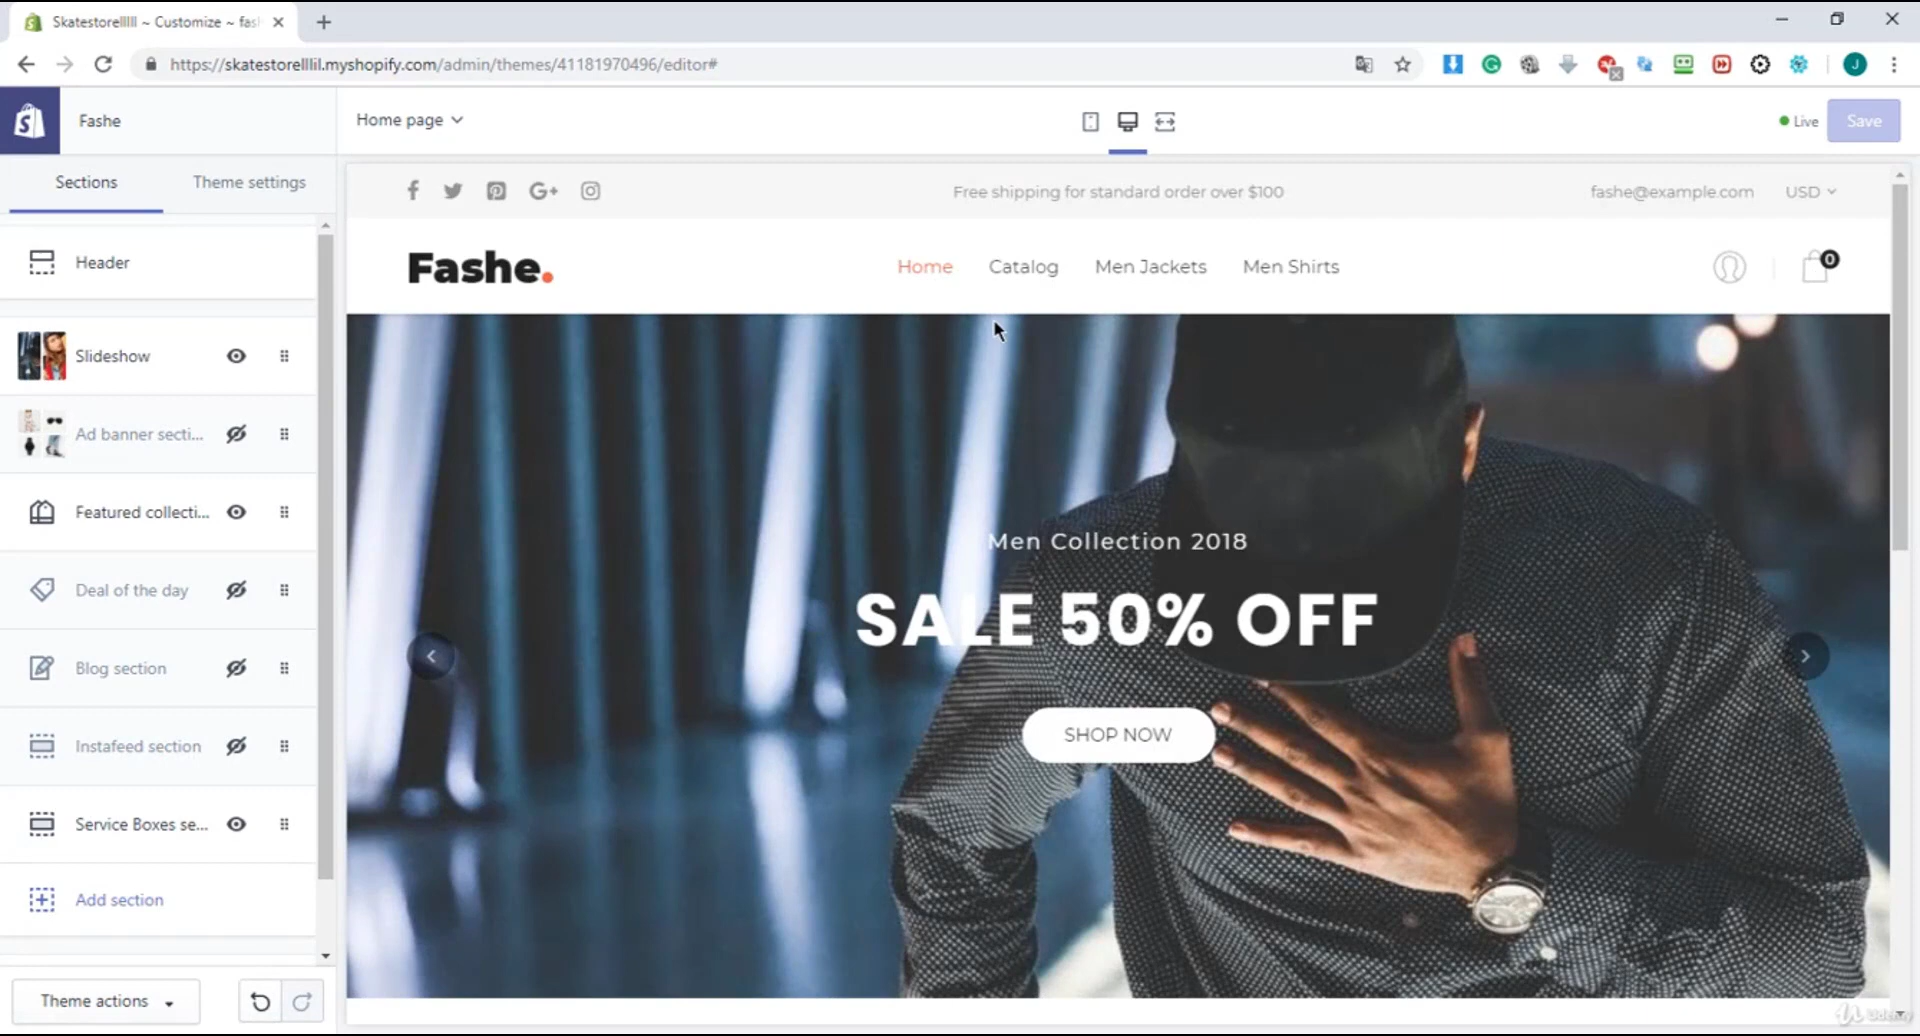 Skatestorelllll ~ Customize ~ fas
https://skatestorelllil.myshopify.com/admin/themes/41181970496/editor#
J
Fashe
Home page
Live
Save
Sections
Theme settings
Header
Slideshow
Ad banner secti...
Featured collecti...
Deal of the day
Blog section
Instafeed section
Service Boxes se...
Add section
Theme actions
Free shipping for standard order over $100
fashe@example.com
USD
Fashe.
Home
Catalog
Men Jackets
Men Shirts
0
Men Collection 2018
SALE 50% OFF
SHOP NOW
Udemy